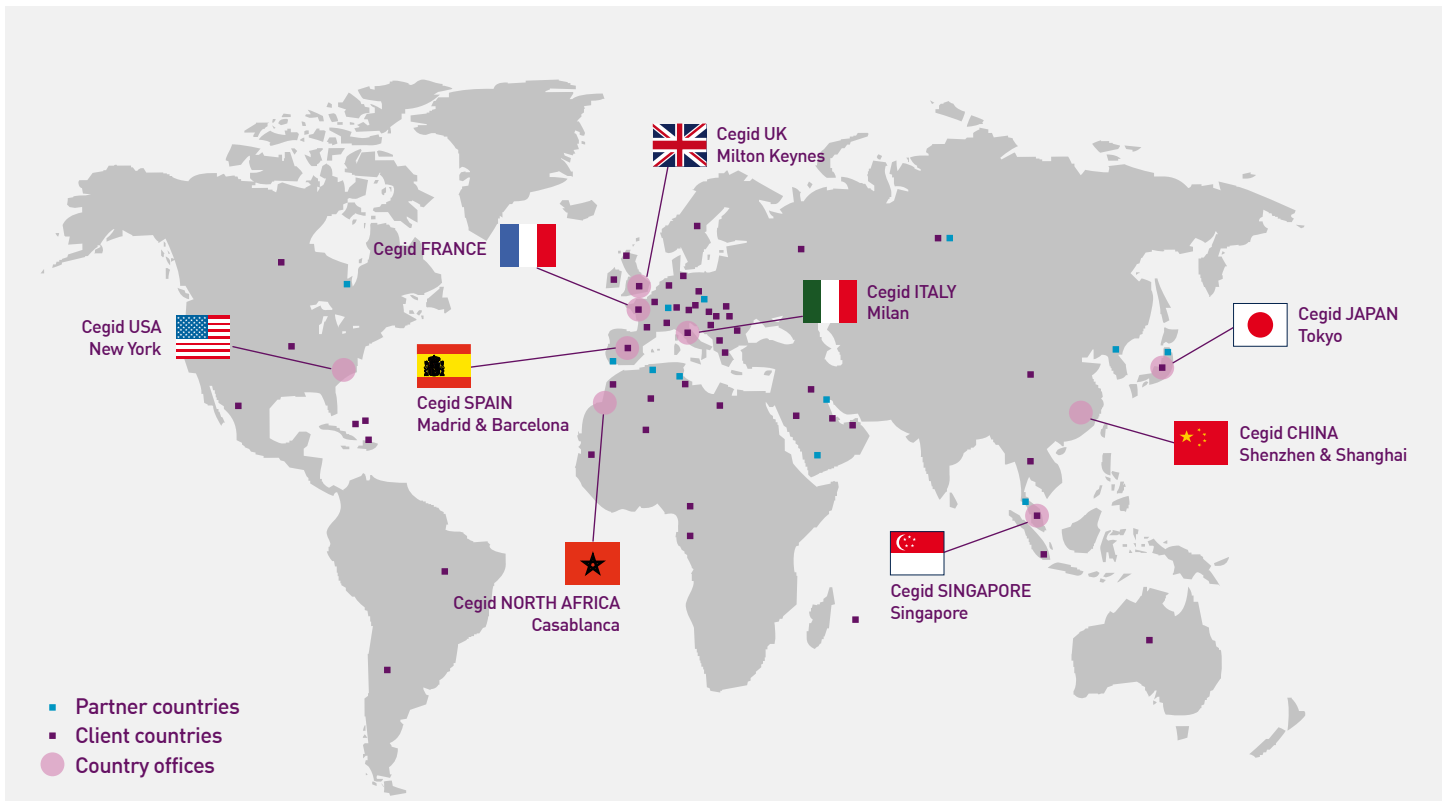 Cegid UK
Milton Keynes
Cegid FRANCE
Cegid ITALY
Milan
Cegid USA
New York
Cegid JAPAN
Tokyo
Cegid SPAIN
Madrid & Barcelona
Cegid CHINA
Shenzhen & Shanghai
Cegid NORTH AFRICA
Casablanca
Cegid SINGAPORE
Singapore
Partner countries
Client countries
Country offices